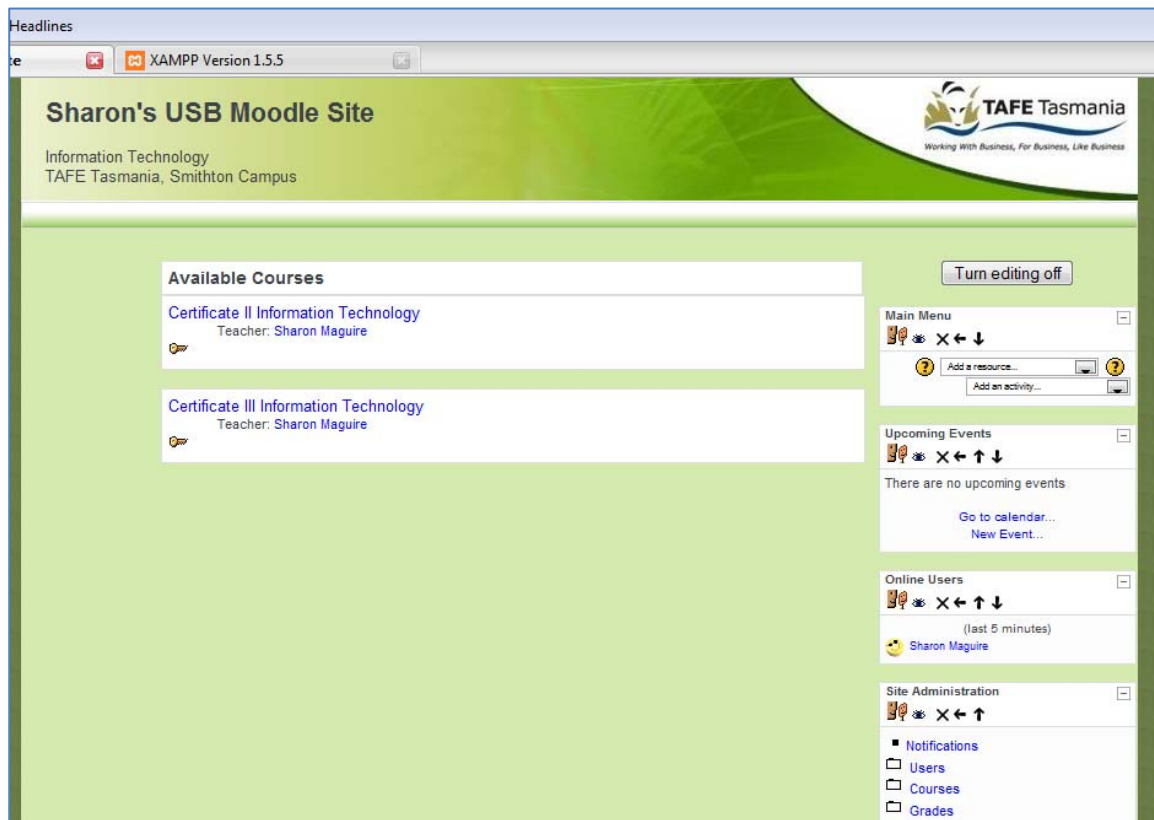 Headlines
te
XAMPP Version 1.5.5
Sharon's USB Moodle Site
Information Technology
TAFE Tasmania, Smithton Campus
TAFE Tasmania
Working With Business, For Business, Like Business
Available Courses
Certificate II Information Technology
Teacher: Sharon Maguire
Certificate III Information Technology
Teacher: Sharon Maguire
Turn editing off
Main Menu
Add a resource...
Add an activity...
Upcoming Events
There are no upcoming events
Go to calendar...
New Event...
Online Users
(last 5 minutes)
Sharon Maguire
Site Administration
Notifications
Users
Courses
Grades